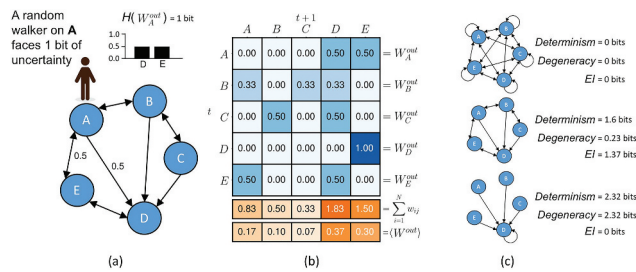 A random
walker on A
faces 1 bit of
uncertainty
H(W_A^out) = 1 bit
1.0
0.5
0.0
D E
A
B
C
D
E
0.5
0.5
(a)
t+1
A B C D E
t
A 0.00 0.00 0.00 0.50 0.50 = W_A^out
B 0.33 0.00 0.33 0.33 0.00 = W_B^out
C 0.00 0.50 0.00 0.50 0.00 = W_C^out
D 0.00 0.00 0.00 0.00 1.00 = W_D^out
E 0.50 0.00 0.00 0.50 0.00 = W_E^out
0.83 0.50 0.33 1.83 1.50 = ∑_{i=1}^{N} w_ij
0.17 0.10 0.07 0.37 0.30 = ⟨W^out⟩
(b)
A
B
C
D
E
Determinism = 0 bits
Degeneracy = 0 bits
EI = 0 bits
A
B
C
D
E
Determinism = 1.6 bits
Degeneracy = 0.23 bits
EI = 1.37 bits
A
B
C
D
E
Determinism = 2.32 bits
Degeneracy = 2.32 bits
EI = 0 bits
(c)